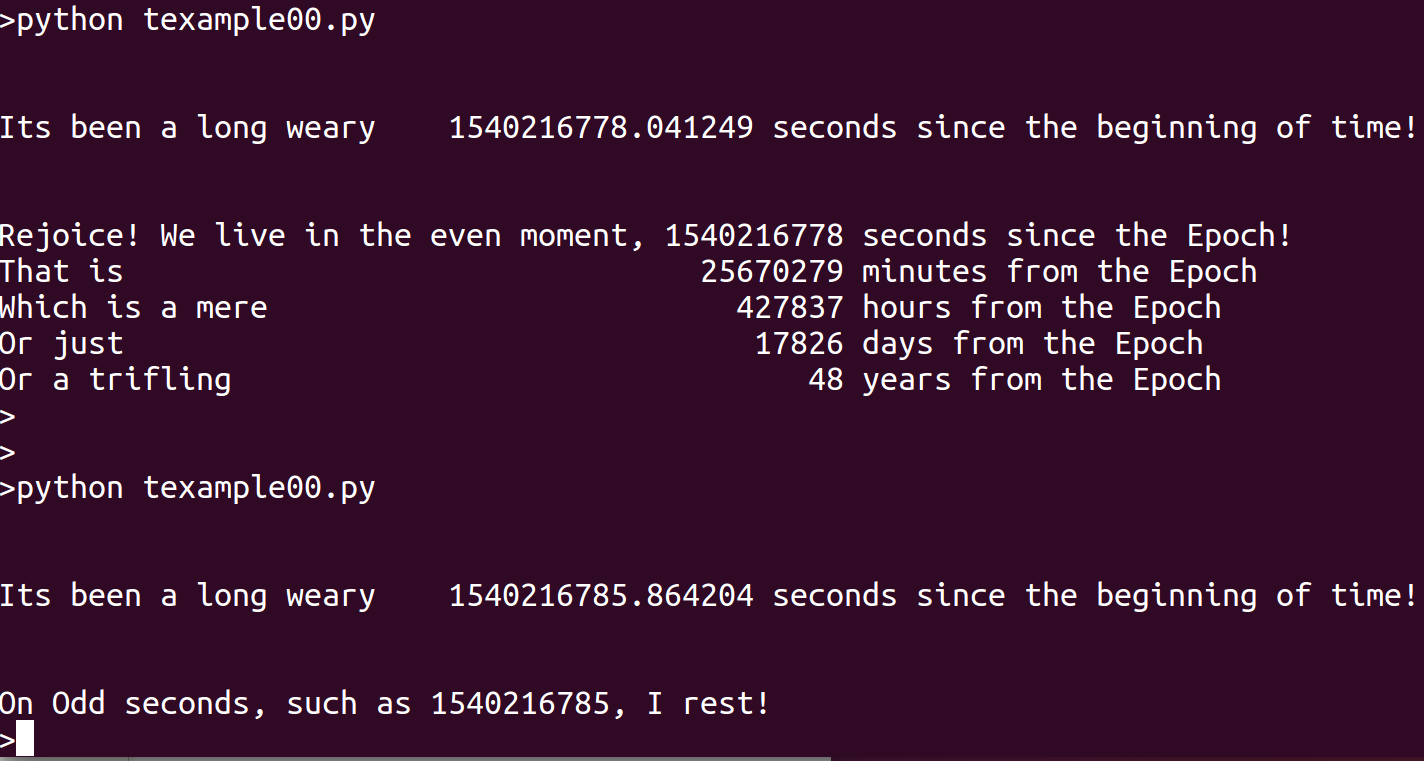 >python texample00.py
Its been a long weary    1540216778.041249 seconds since the beginning of time!
Rejoice! We live in the even moment, 1540216778 seconds since the Epoch!
That is                                25670279 minutes from the Epoch
Which is a mere                          427837 hours from the Epoch
Or just                                   17826 days from the Epoch
Or a trifling                                48 years from the Epoch
>
>
>python texample00.py
Its been a long weary    1540216785.864204 seconds since the beginning of time!
On Odd seconds, such as 1540216785, I rest!
>